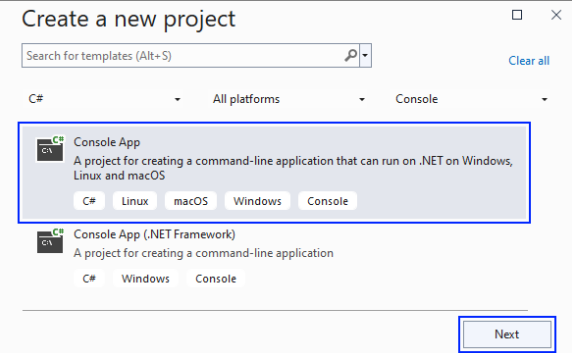 Create a new project
Search for templates (Alt+S)
Clear all
C# All platforms Console
C#
C:\
Console App
A project for creating a command-line application that can run on .NET on Windows,
Linux and macOS
C# Linux macOS Windows Console
C#
C:\
Console App (.NET Framework)
A project for creating a command-line application
C# Windows Console
Next